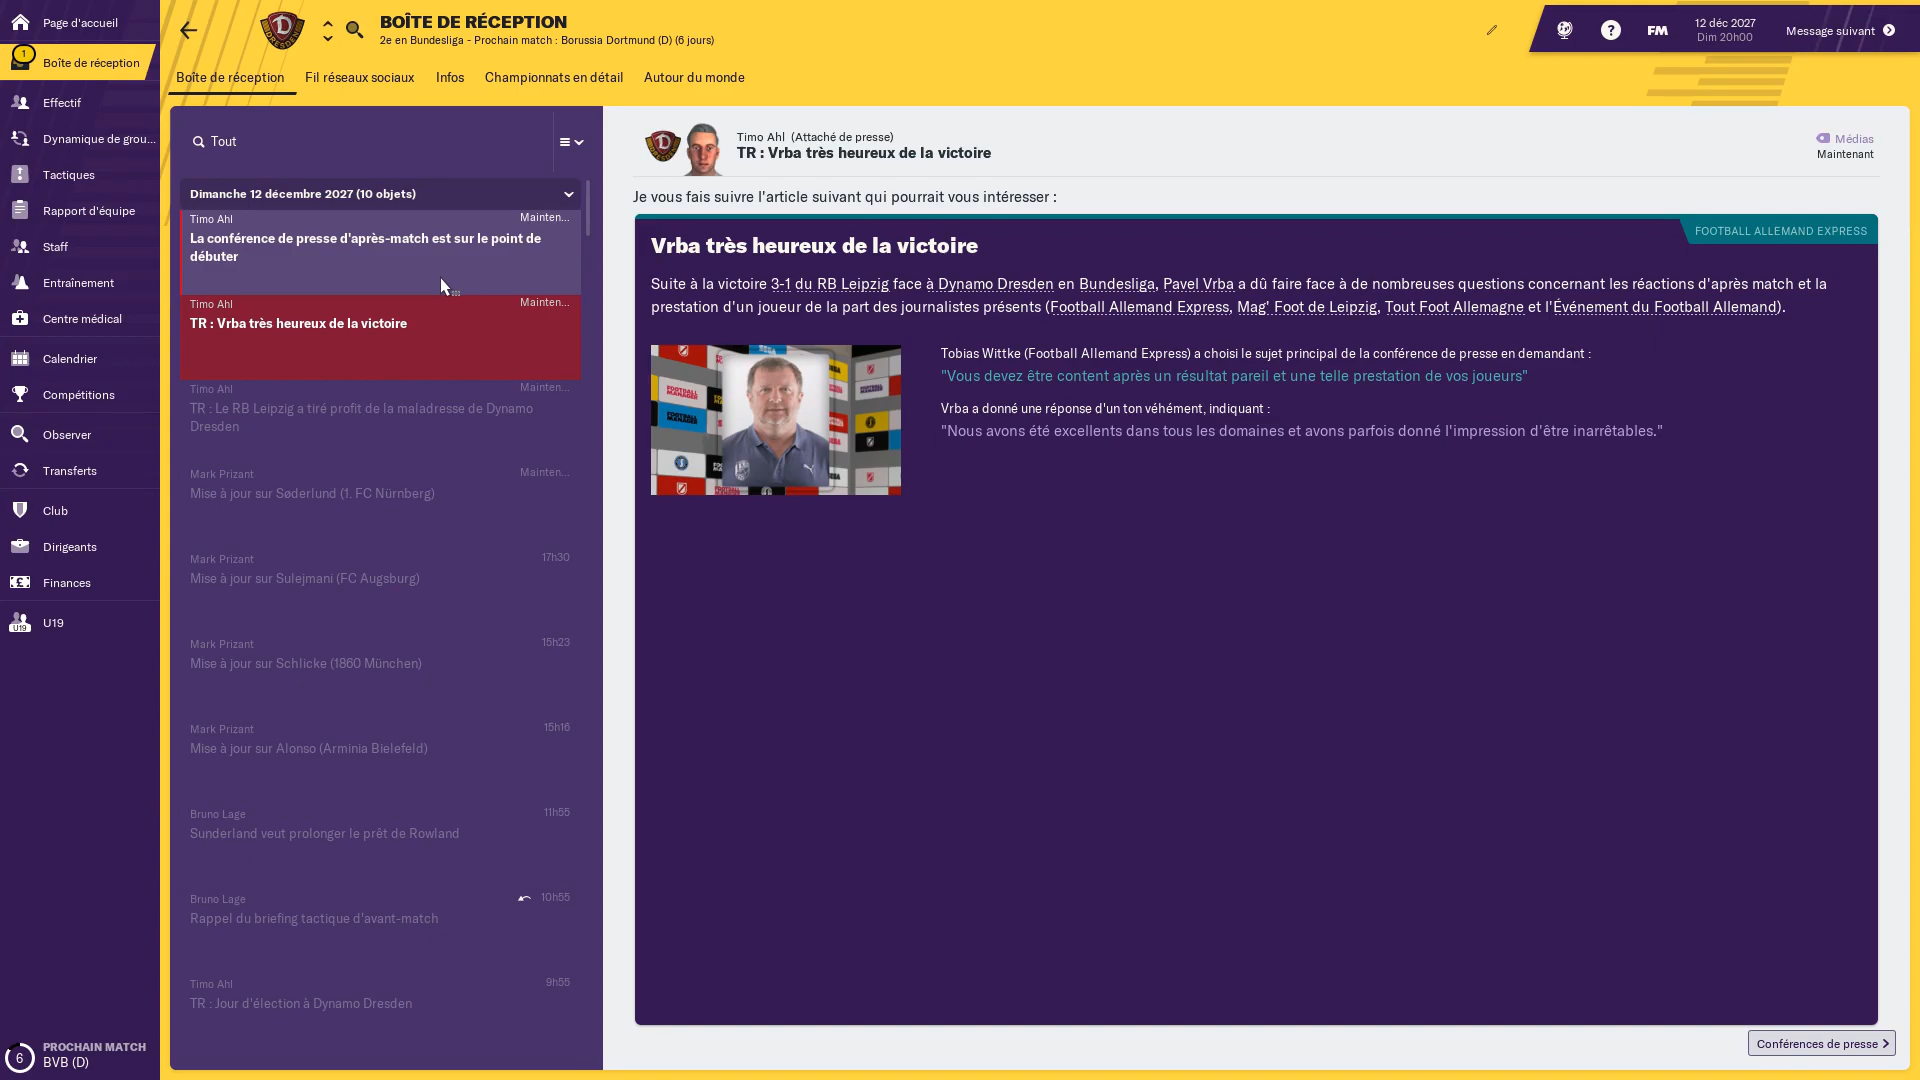 Page d'accueil
1
Boîte de réception
Effectif
Dynamique de grou...
Tactiques
Rapport d'équipe
Staff
Entraînement
Centre médical
Calendrier
Compétitions
Observer
Transferts
Club
Dirigeants
Finances
U19
U19
6
PROCHAIN MATCH
BVB (D)
BOÎTE DE RÉCEPTION
2e en Bundesliga - Prochain match : Borussia Dortmund (D) (6 jours)
FM
12 déc 2027
Dim 20h00
Message suivant
Boîte de réception
Fil réseaux sociaux
Infos
Championnats en détail
Autour du monde
Tout
Dimanche 12 décembre 2027 (10 objets)
Timo Ahl
Mainten...
La conférence de presse d'après-match est sur le point de
débuter
Timo Ahl
Mainten...
TR : Vrba très heureux de la victoire
Timo Ahl
Mainten...
TR : Le RB Leipzig a tiré profit de la maladresse de Dynamo
Dresden
Mark Prizant
Mainten...
Mise à jour sur Søderlund (1. FC Nürnberg)
Mark Prizant
17h30
Mise à jour sur Sulejmani (FC Augsburg)
Mark Prizant
15h23
Mise à jour sur Schlicke (1860 München)
Mark Prizant
15h16
Mise à jour sur Alonso (Arminia Bielefeld)
Bruno Lage
11h55
Sunderland veut prolonger le prêt de Rowland
Bruno Lage
10h55
Rappel du briefing tactique d'avant-match
Timo Ahl
9h55
TR : Jour d'élection à Dynamo Dresden
Timo Ahl (Attaché de presse)
TR : Vrba très heureux de la victoire
Médias
Maintenant
Je vous fais suivre l'article suivant qui pourrait vous intéresser :
FOOTBALL ALLEMAND EXPRESS
Vrba très heureux de la victoire
Suite à la victoire 3-1 du RB Leipzig face à Dynamo Dresden en Bundesliga, Pavel Vrba a dû faire face à de nombreuses questions concernant les réactions d'après match et la
prestation d'un joueur de la part des journalistes présents (Football Allemand Express, Mag' Foot de Leipzig, Tout Foot Allemagne et l'Événement du Football Allemand).
Tobias Wittke (Football Allemand Express) a choisi le sujet principal de la conférence de presse en demandant :
"Vous devez être content après un résultat pareil et une telle prestation de vos joueurs"
Vrba a donné une réponse d'un ton véhément, indiquant :
"Nous avons été excellents dans tous les domaines et avons parfois donné l'impression d'être inarrêtables."
FOOTBALL
MANAGER
FOOTBALL
MANAGER
Conférences de presse